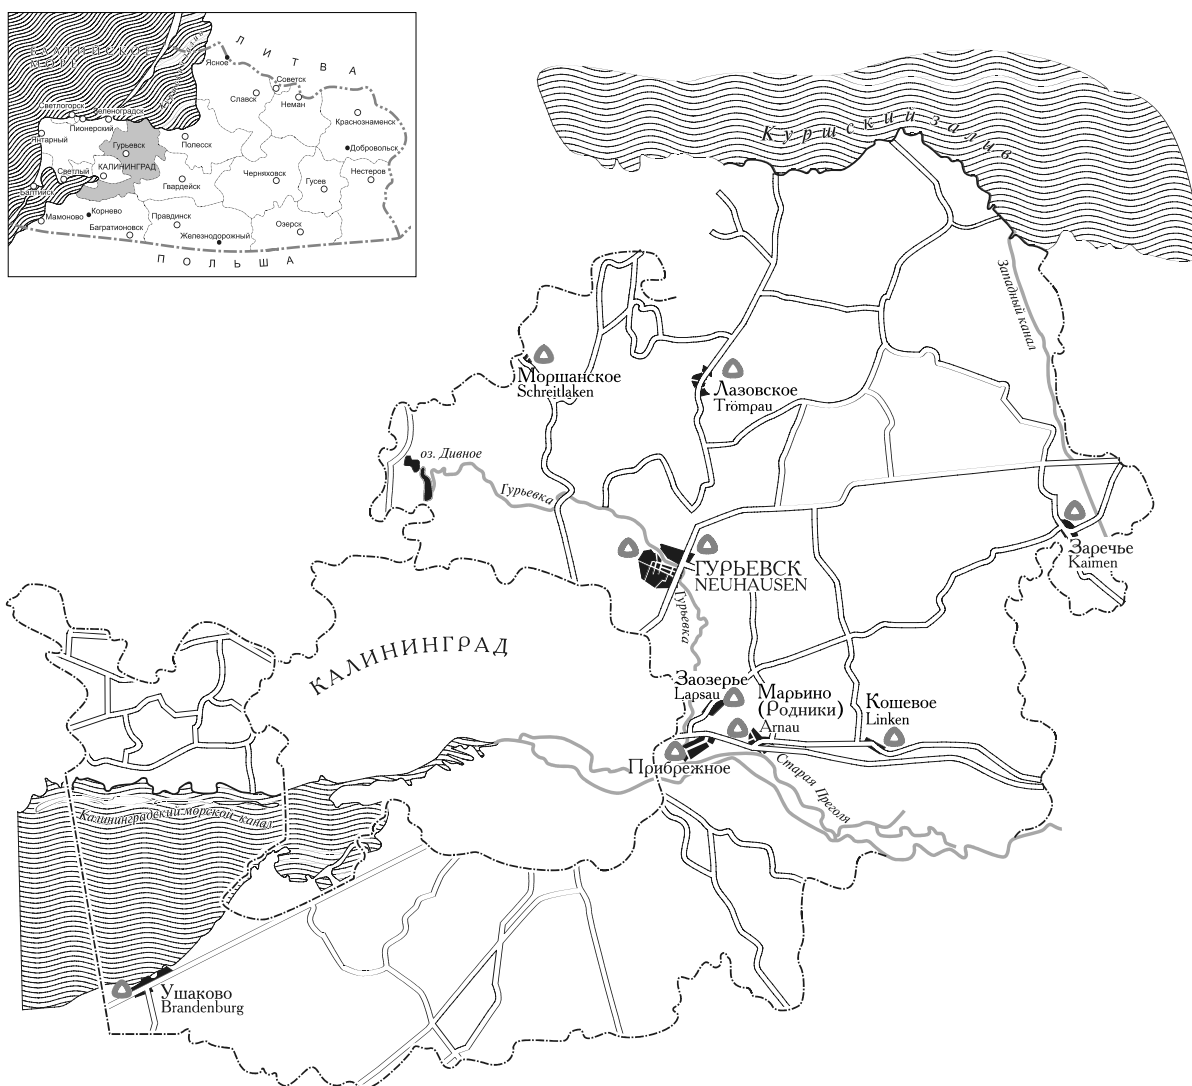 ЛИТВА
Ясное
Советск
Славск
Неман
Краснознаменск
Светлогорск
Зеленоградск
Пионерский
Янтарный
Гурьевск
Полесск
Добровольск
КАЛИНИНГРАД
Светлый
Балтийск
Гвардейск
Черняховск
Гусев
Нестеров
Мамоново
Корнево
Правдинск
Багратионовск
Железнодорожный
Озерск
ПОЛЬША
Куршский залив
Западный канал
Моршанское
Schreitlaken
Лазовское
Trömpau
оз. Дивное
Гурьевка
ГУРЬЕВСК
NEUHAUSEN
Заречье
Kaimen
Гурьевка
КАЛИНИНГРАД
Заозерье
Lapsau
Марьино
(Родники)
Arnau
Кошевое
Linken
Прибрежное
Старая Преголя
Калининградский морской канал
Ушаково
Brandenburg